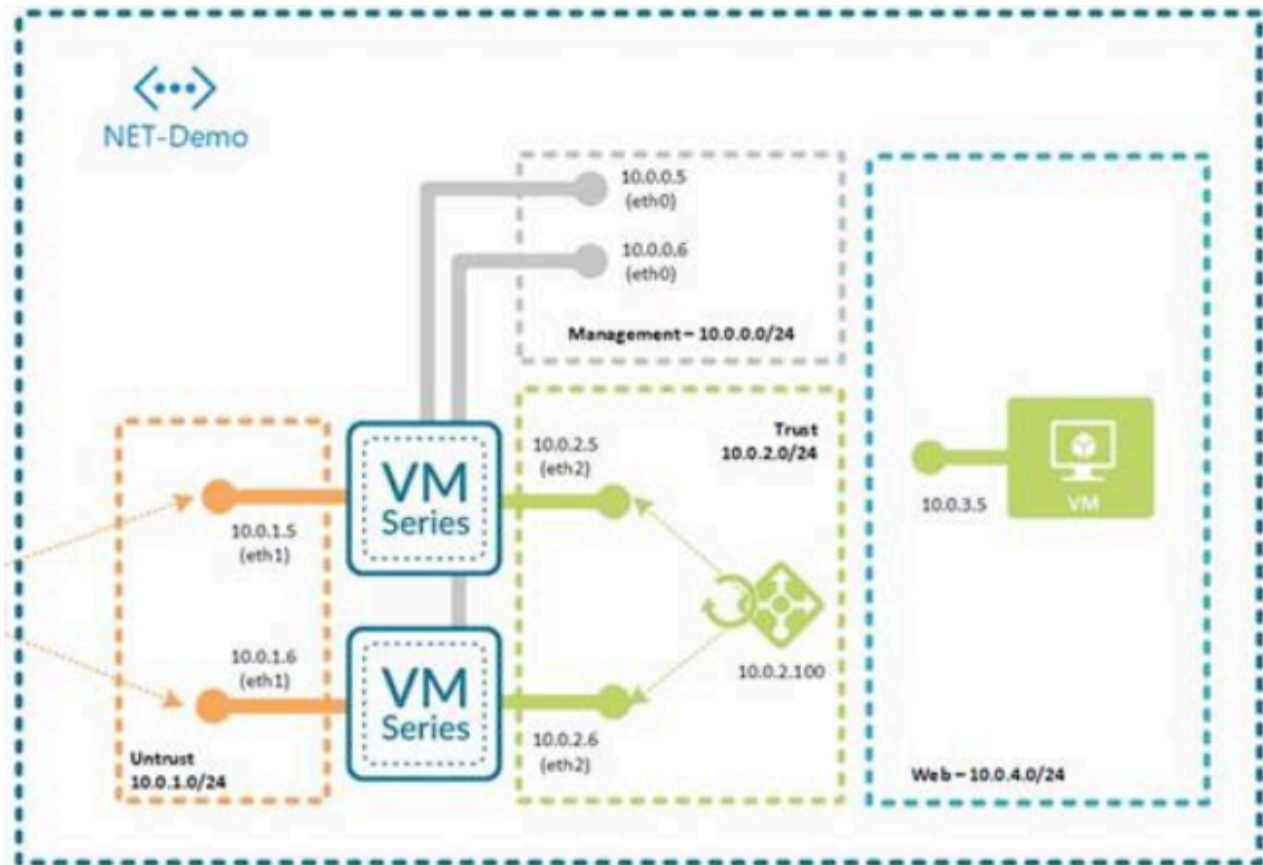 NET-Demo
10.0.0.5
(eth0)
10.0.0.6
(eth0)
Management – 10.0.0.0/24
Trust
10.0.2.0/24
10.0.2.5
(eth2)
VM
Series
10.0.1.5
(eth1)
10.0.3.5
VM
10.0.1.6
(eth1)
VM
Series
10.0.2.100
10.0.2.6
(eth2)
Untrust
10.0.1.0/24
Web – 10.0.4.0/24